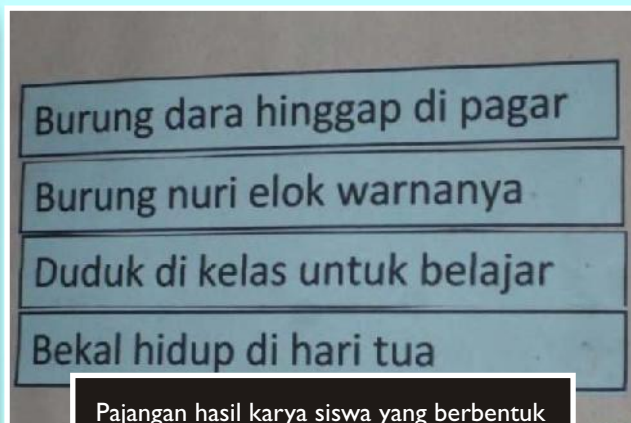 Burung dara hinggap di pagar
Burung nuri elok warnanya
Duduk di kelas untuk belajar
Bekal hidup di hari tua
Pajangan hasil karya siswa yang berbentuk